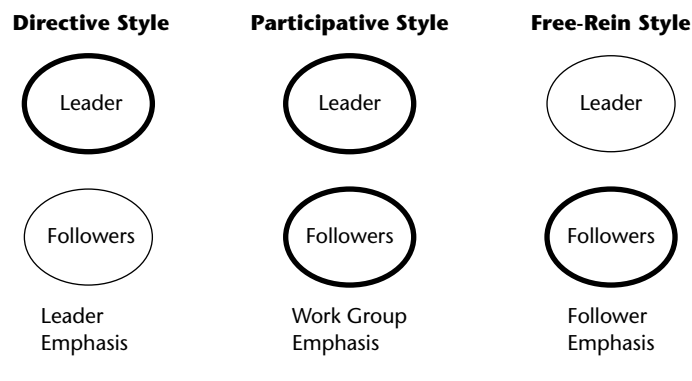 Directive Style
Participative Style
Free-Rein Style
Leader
Leader
Leader
Followers
Followers
Followers
Leader
Emphasis
Work Group
Emphasis
Follower
Emphasis